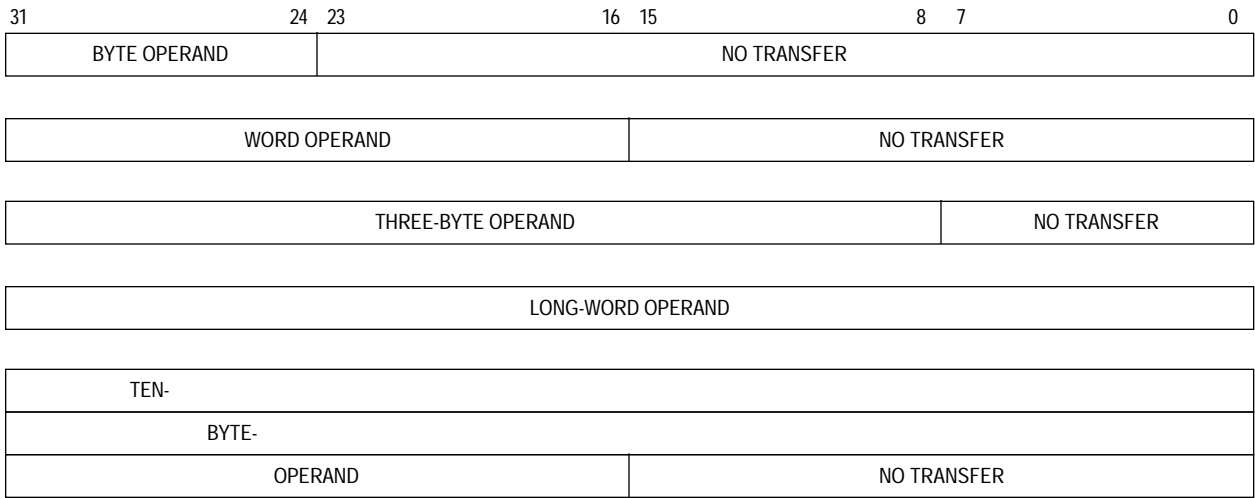 31 24 23 16 15 8 7 0
BYTE OPERAND NO TRANSFER
WORD OPERAND NO TRANSFER
THREE-BYTE OPERAND NO TRANSFER
LONG-WORD OPERAND
TEN-
BYTE-
OPERAND NO TRANSFER